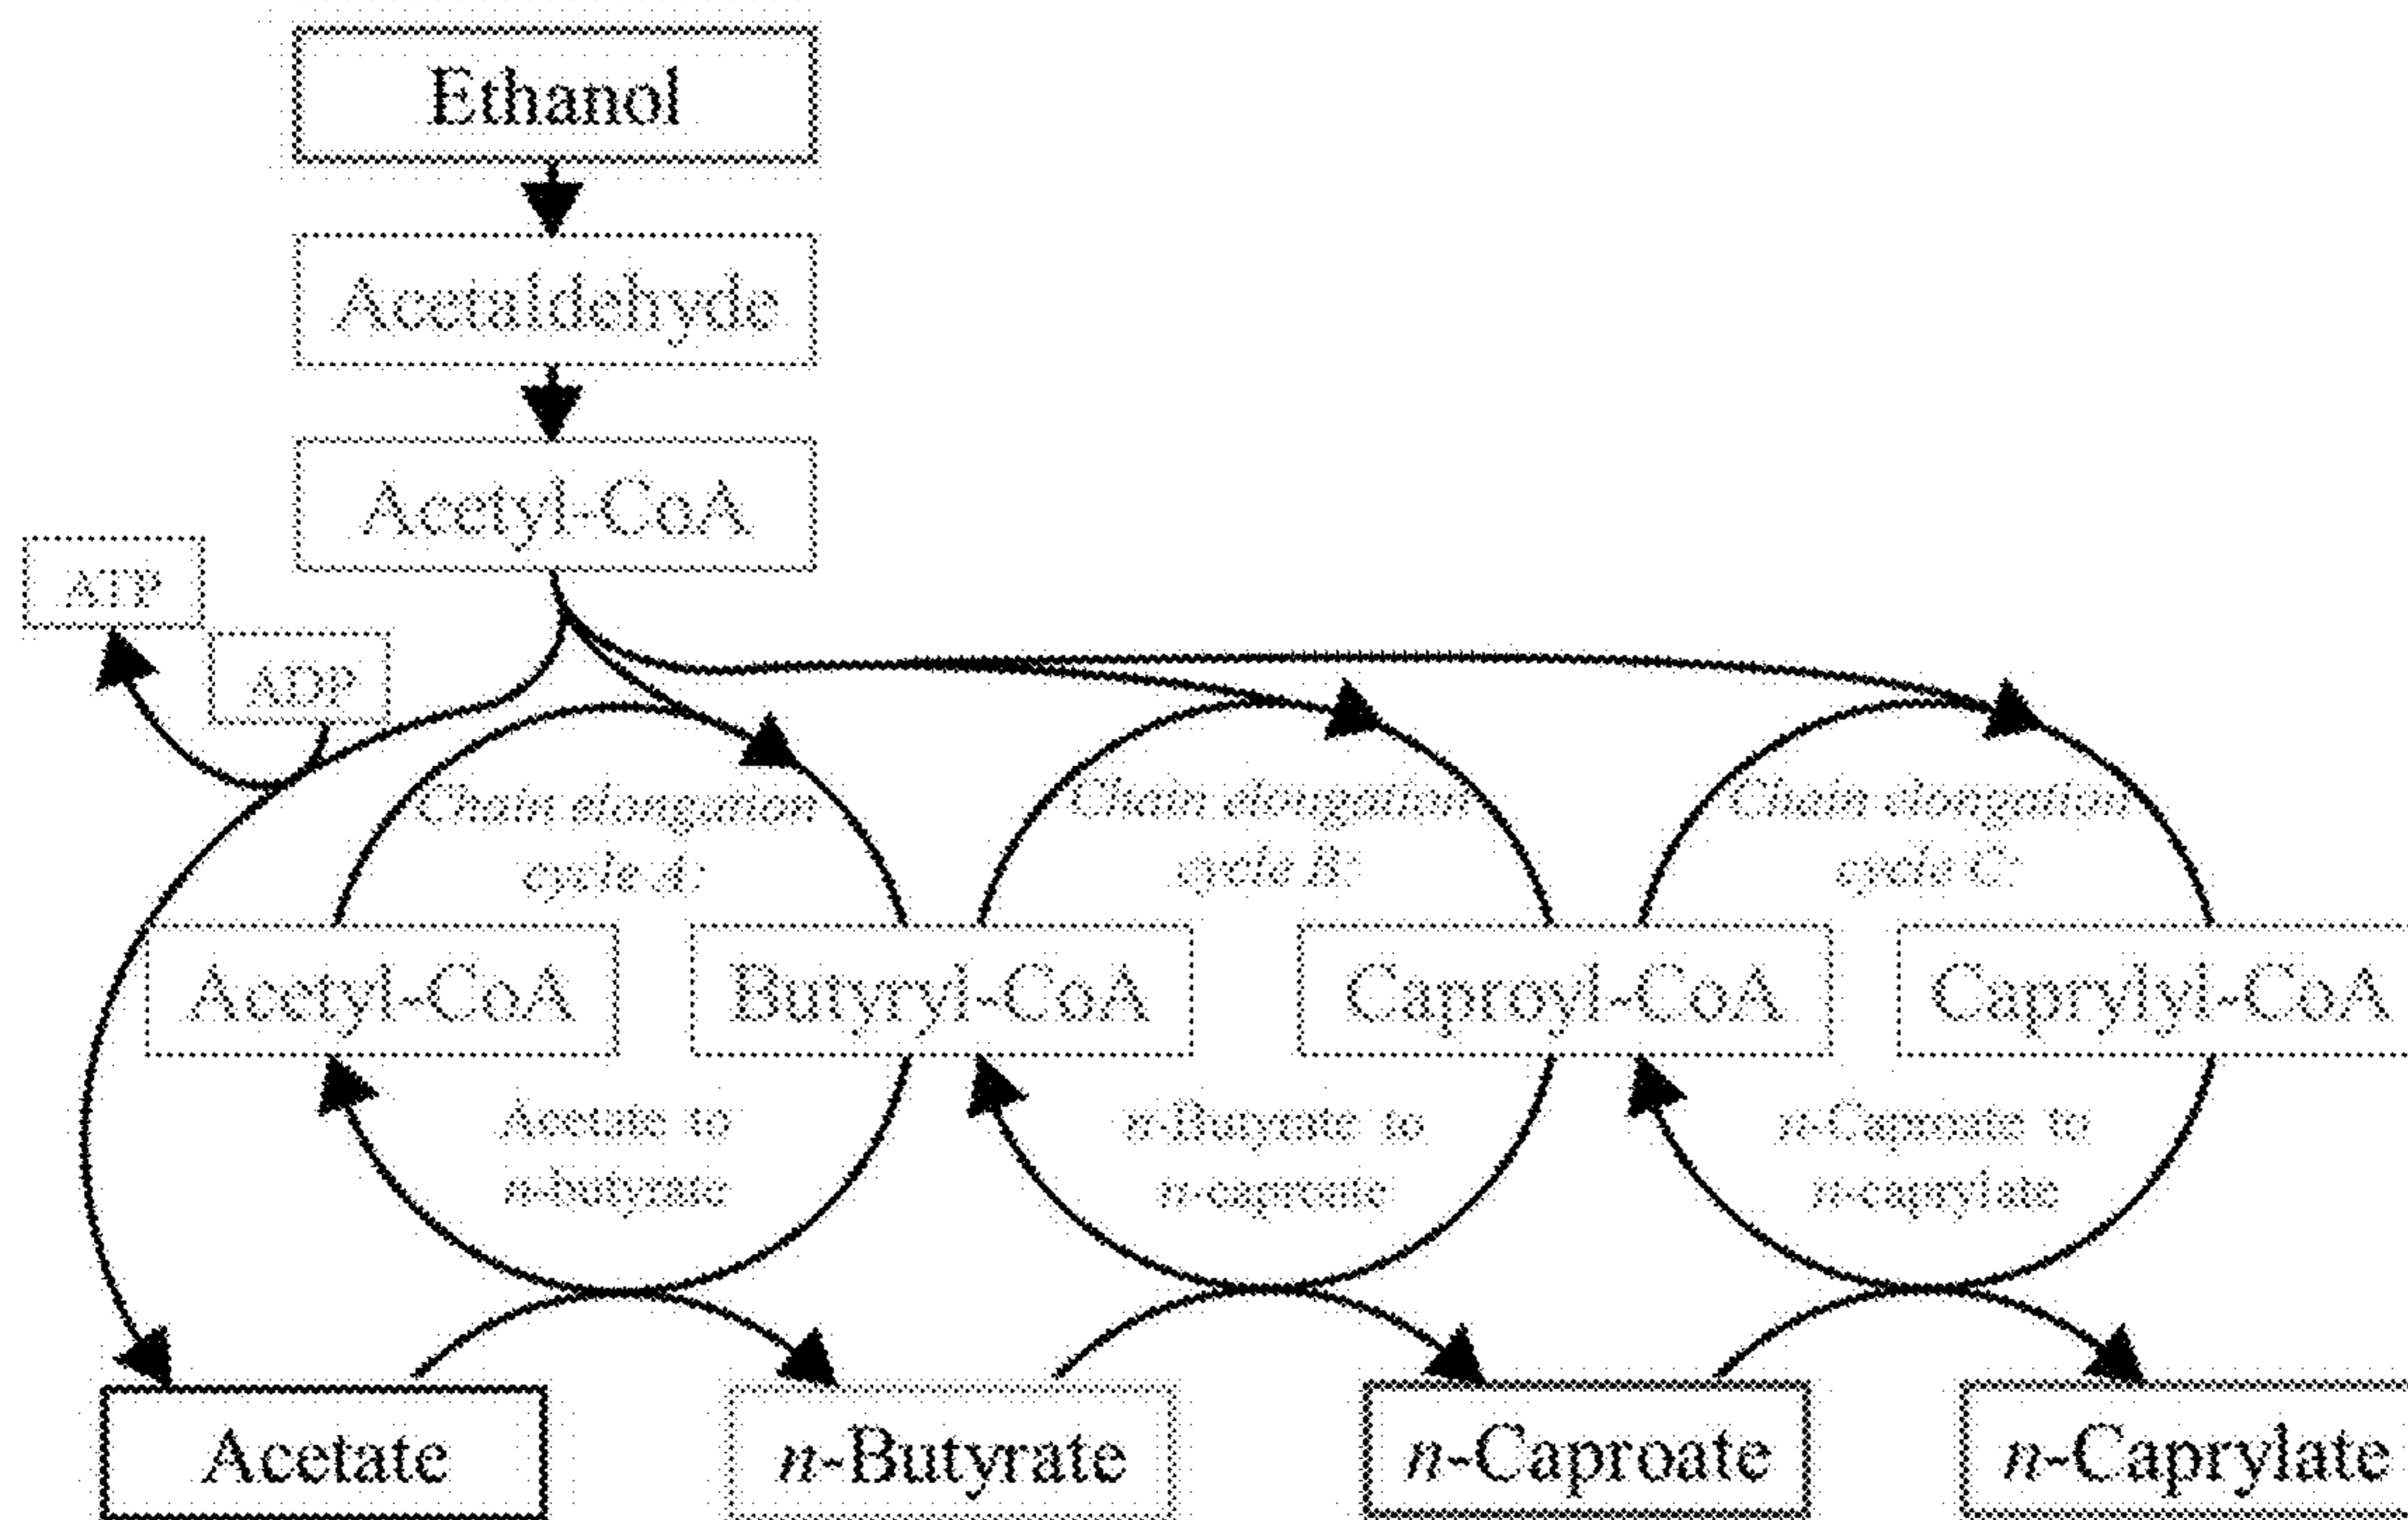 Ethanol
Acetaldehyde
Acetyl-CoA
ATP
ADP
Chain elongation
cycle A:
Chain elongation
cycle B:
Chain elongation
cycle C:
Acetyl-CoA
Butyryl-CoA
Caproyl-CoA
Caprylyl-CoA
Acetate to
n-butyrate
n-Butyrate to
n-caproate
n-Caproate to
n-caprylate
Acetate
n-Butyrate
n-Caproate
n-Caprylate